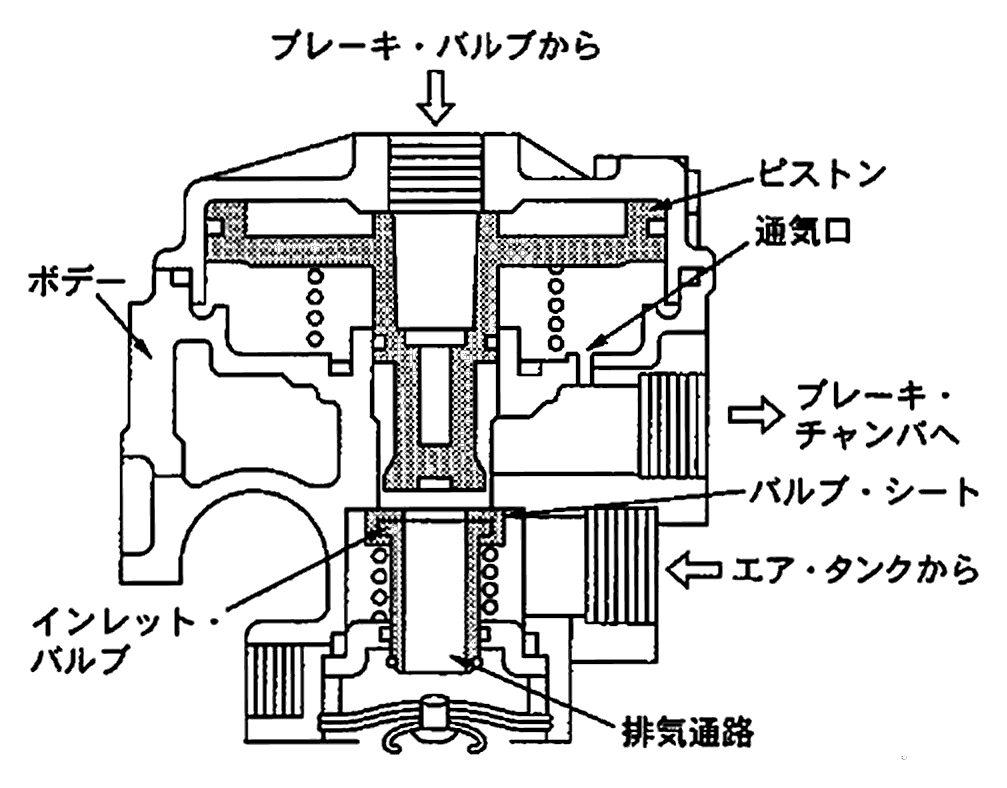 ブレーキ・バルブから
ピストン
通気口
ボデー
ブレーキ・
チャンバへ
バルブ・シート
エア・タンクから
インレット・
バルブ
排気通路